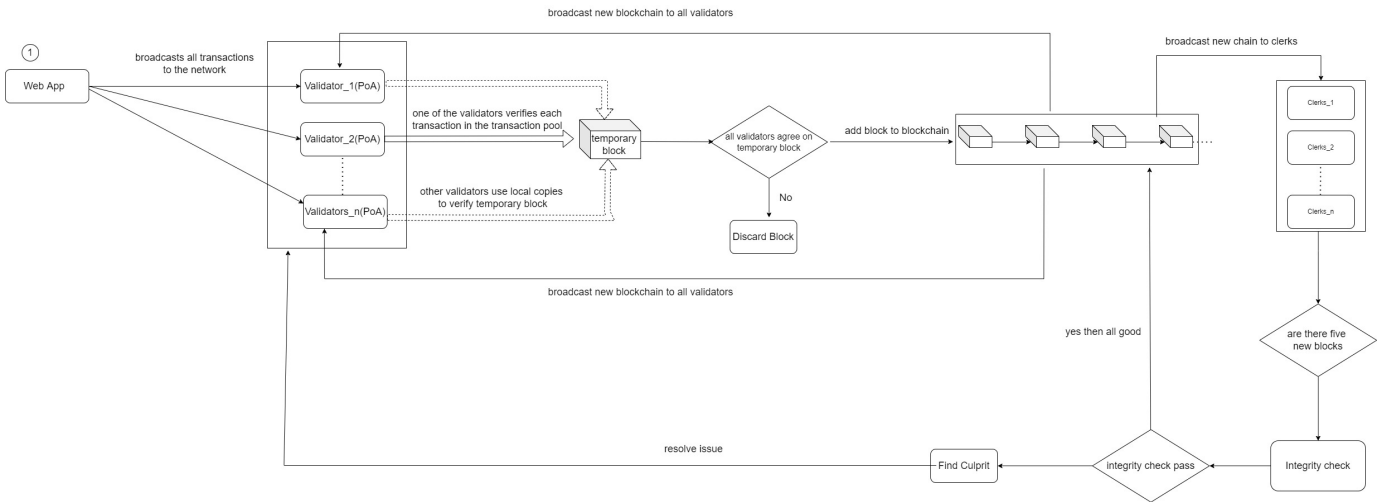 broadcast new blockchain to all validators
1
broadcasts all transactions
to the network
Web App
Validator_1(PoA)
Validator_2(PoA)
Validators_n(PoA)
one of the validators verifies each
transaction in the transaction pool
other validators use local copies
to verify temporary block
temporary
block
all validators agree on
temporary block
No
Discard Block
add block to blockchain
broadcast new chain to clerks
Clerks_1
Clerks_2
Clerks_n
broadcast new blockchain to all validators
are there five
new blocks
yes then all good
resolve issue
Find Culprit
integrity check pass
Integrity check